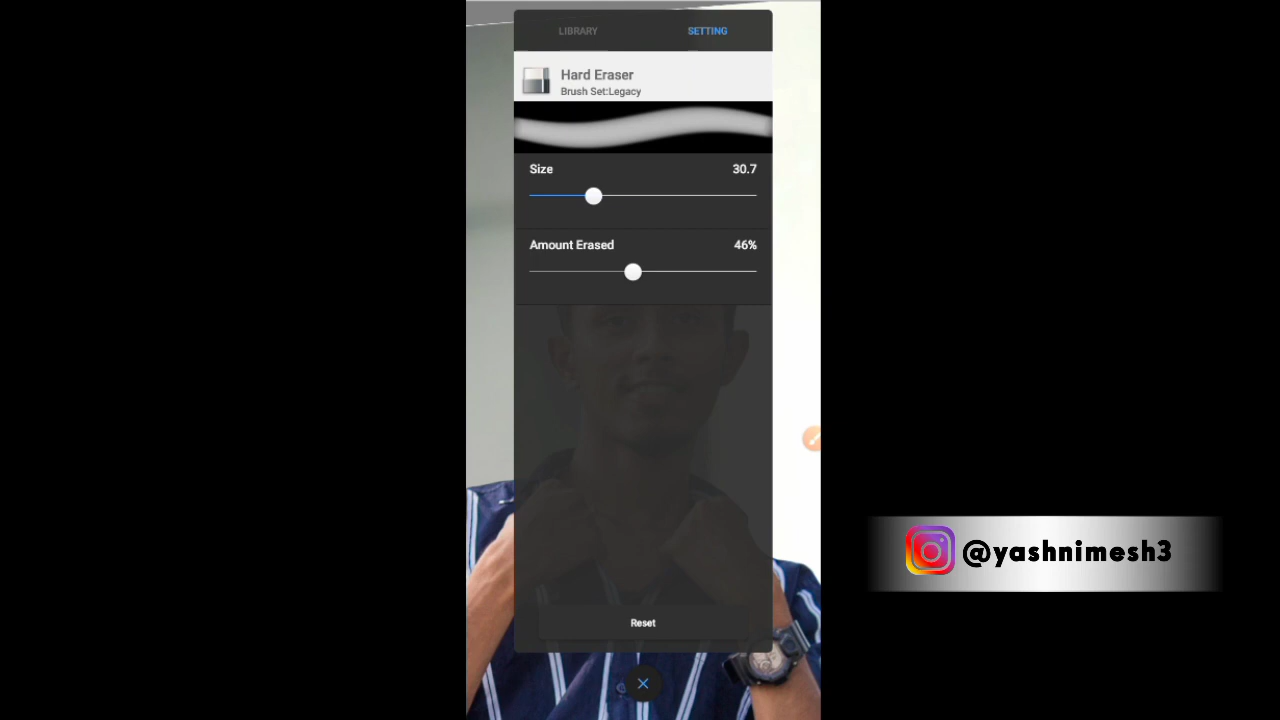 LIBRARY
SETTING
Hard Eraser
Brush Set:Legacy
Size 30.7
Amount Erased 46%
Reset
@yashnimesh3